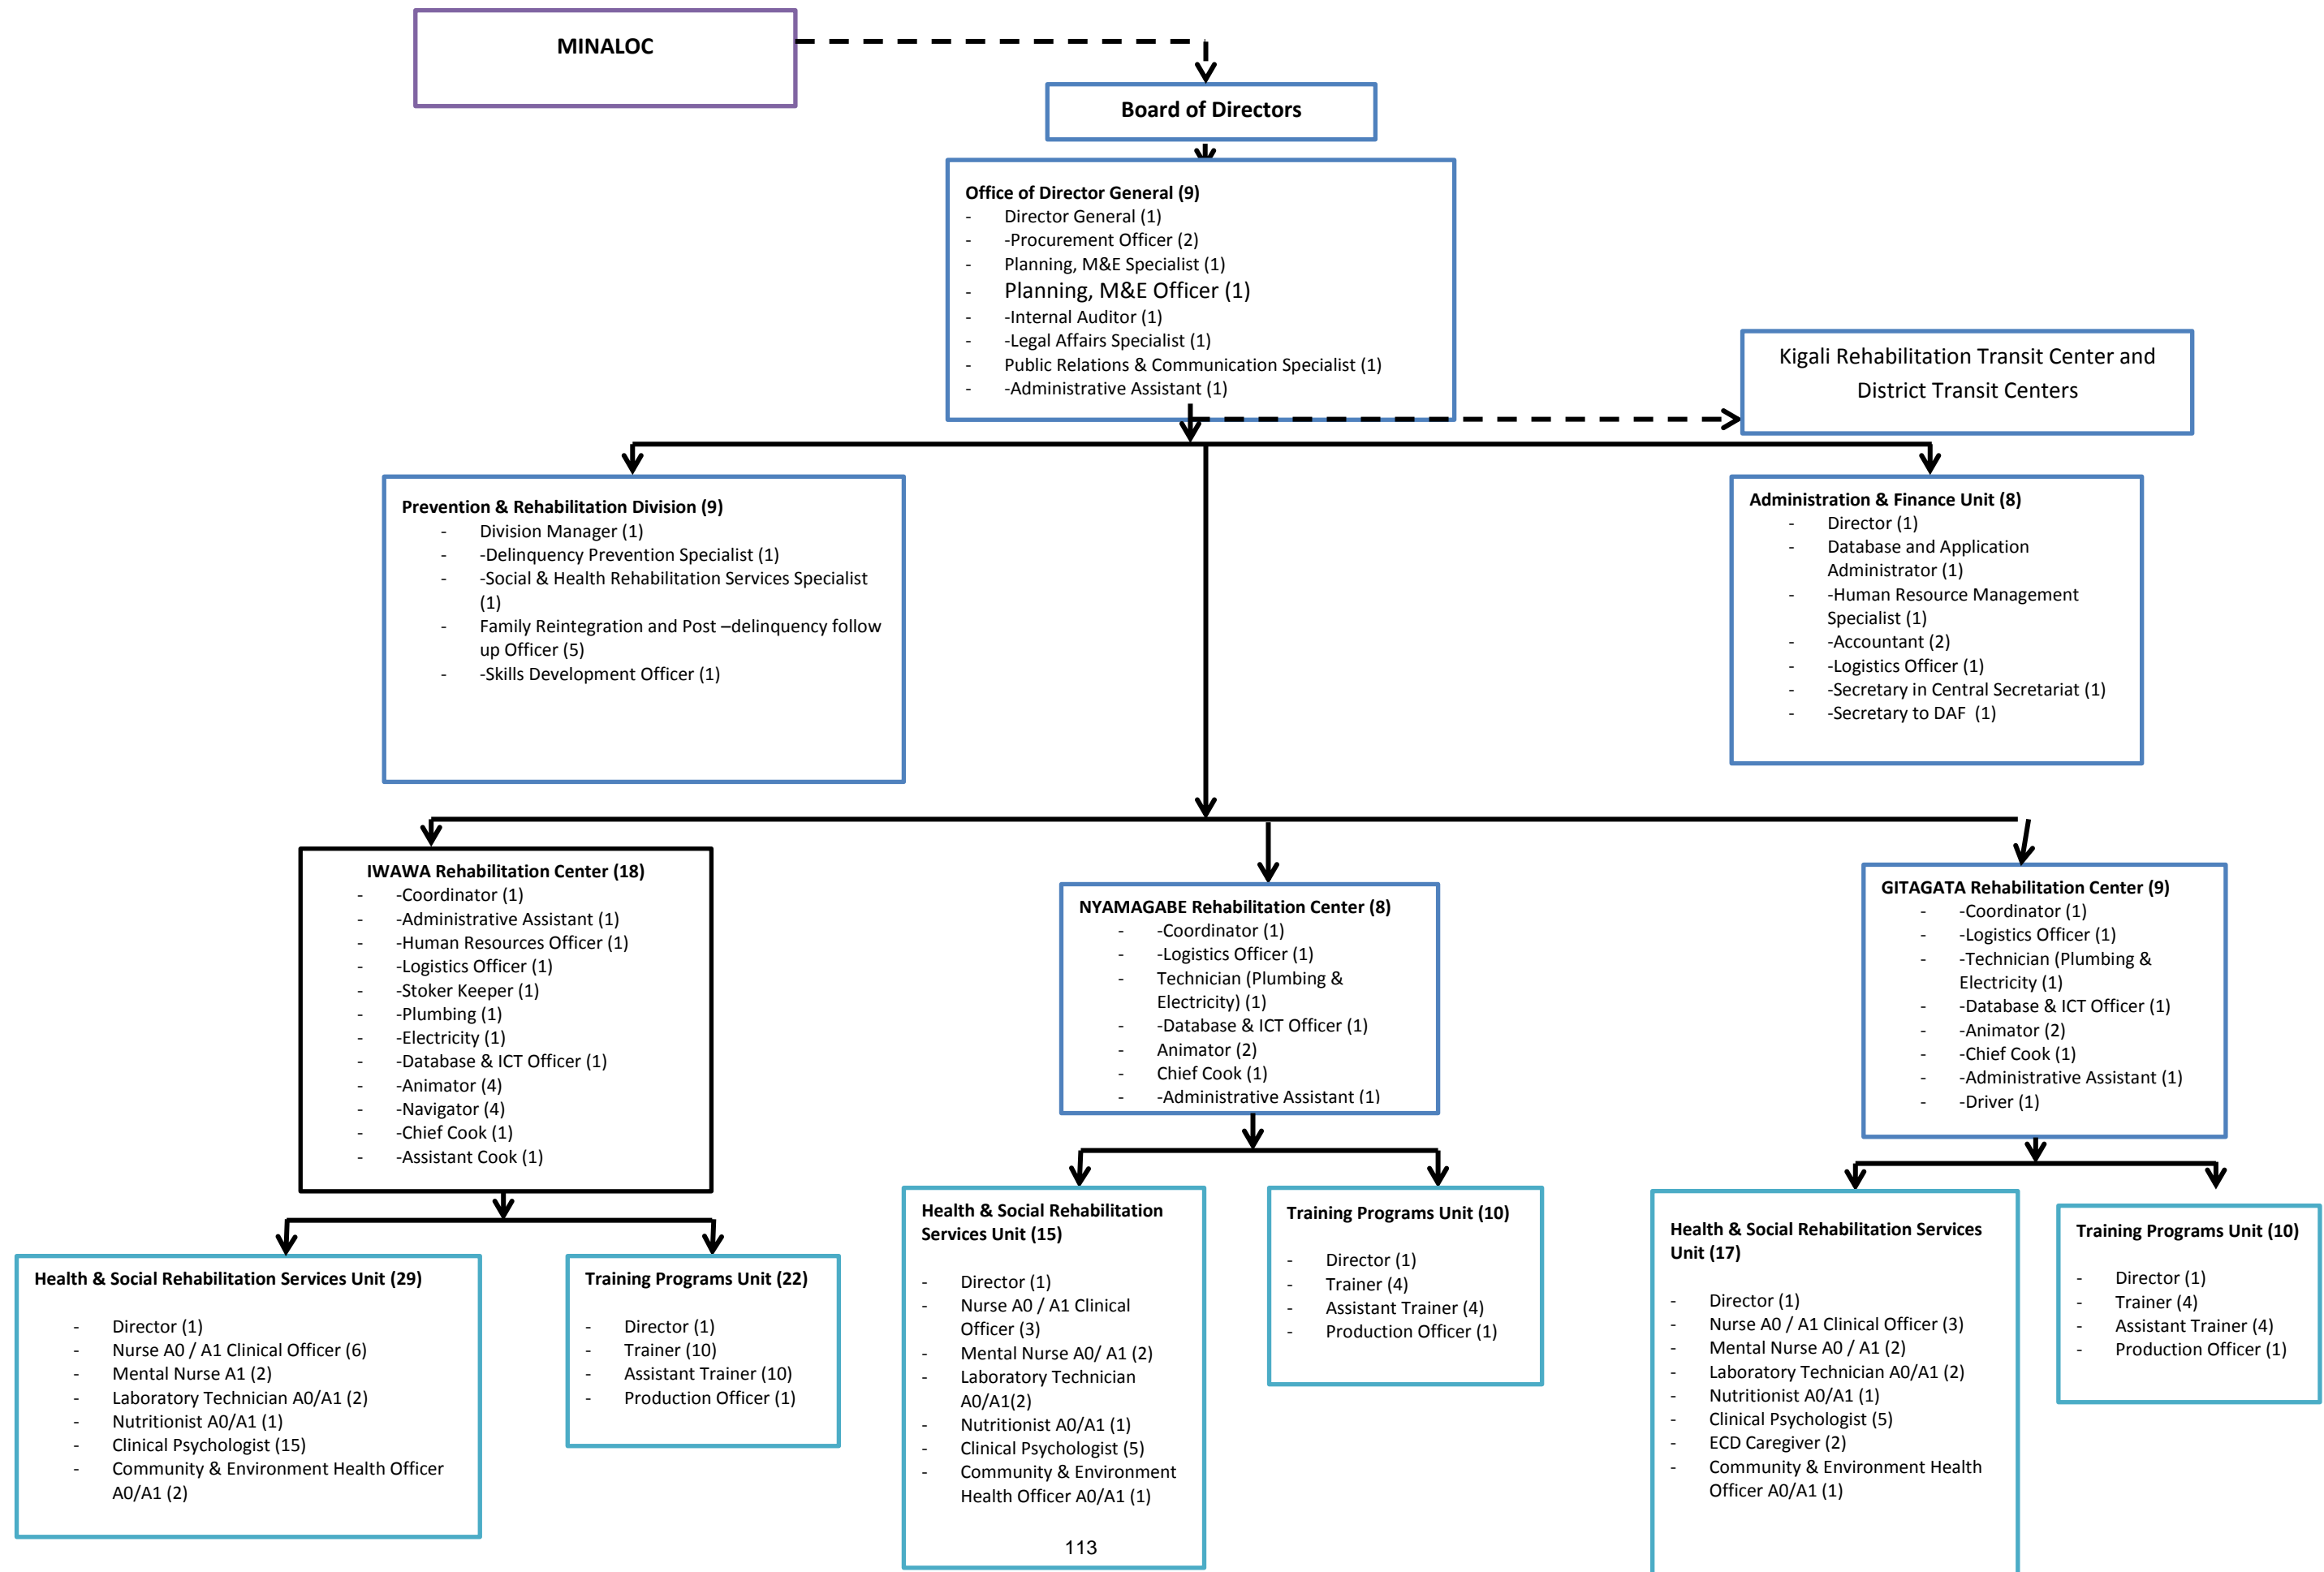 MINALOC
Board of Directors
Office of Director General (9)
- Director General (1)
- -Procurement Officer (2)
- Planning, M&E Specialist (1)
- Planning, M&E Officer (1)
- -Internal Auditor (1)
- -Legal Affairs Specialist (1)
- Public Relations & Communication Specialist (1)
- -Administrative Assistant (1)
Kigali Rehabilitation Transit Center and
District Transit Centers
Prevention & Rehabilitation Division (9)
- Division Manager (1)
- -Delinquency Prevention Specialist (1)
- -Social & Health Rehabilitation Services Specialist
(1)
- Family Reintegration and Post –delinquency follow
up Officer (5)
- -Skills Development Officer (1)
Administration & Finance Unit (8)
- Director (1)
- Database and Application
Administrator (1)
- -Human Resource Management
Specialist (1)
- -Accountant (2)
- -Logistics Officer (1)
- -Secretary in Central Secretariat (1)
- -Secretary to DAF (1)
IWAWA Rehabilitation Center (18)
- -Coordinator (1)
- -Administrative Assistant (1)
- -Human Resources Officer (1)
- -Logistics Officer (1)
- -Stoker Keeper (1)
- -Plumbing (1)
- -Electricity (1)
- -Database & ICT Officer (1)
- -Animator (4)
- -Navigator (4)
- -Chief Cook (1)
- -Assistant Cook (1)
NYAMAGABE Rehabilitation Center (8)
- -Coordinator (1)
- -Logistics Officer (1)
- Technician (Plumbing &
Electricity) (1)
- -Database & ICT Officer (1)
- Animator (2)
- Chief Cook (1)
- -Administrative Assistant (1)
GITAGATA Rehabilitation Center (9)
- -Coordinator (1)
- -Logistics Officer (1)
- -Technician (Plumbing &
Electricity (1)
- -Database & ICT Officer (1)
- -Animator (2)
- -Chief Cook (1)
- -Administrative Assistant (1)
- -Driver (1)
Health & Social Rehabilitation Services Unit (29)
- Director (1)
- Nurse A0 / A1 Clinical Officer (6)
- Mental Nurse A1 (2)
- Laboratory Technician A0/A1 (2)
- Nutritionist A0/A1 (1)
- Clinical Psychologist (15)
- Community & Environment Health Officer
A0/A1 (2)
Training Programs Unit (22)
- Director (1)
- Trainer (10)
- Assistant Trainer (10)
- Production Officer (1)
Health & Social Rehabilitation
Services Unit (15)
- Director (1)
- Nurse A0 / A1 Clinical
Officer (3)
- Mental Nurse A0/ A1 (2)
- Laboratory Technician
A0/A1(2)
- Nutritionist A0/A1 (1)
- Clinical Psychologist (5)
- Community & Environment
Health Officer A0/A1 (1)
Training Programs Unit (10)
- Director (1)
- Trainer (4)
- Assistant Trainer (4)
- Production Officer (1)
Health & Social Rehabilitation Services
Unit (17)
- Director (1)
- Nurse A0 / A1 Clinical Officer (3)
- Mental Nurse A0 / A1 (2)
- Laboratory Technician A0/A1 (2)
- Nutritionist A0/A1 (1)
- Clinical Psychologist (5)
- ECD Caregiver (2)
- Community & Environment Health
Officer A0/A1 (1)
Training Programs Unit (10)
- Director (1)
- Trainer (4)
- Assistant Trainer (4)
- Production Officer (1)
113